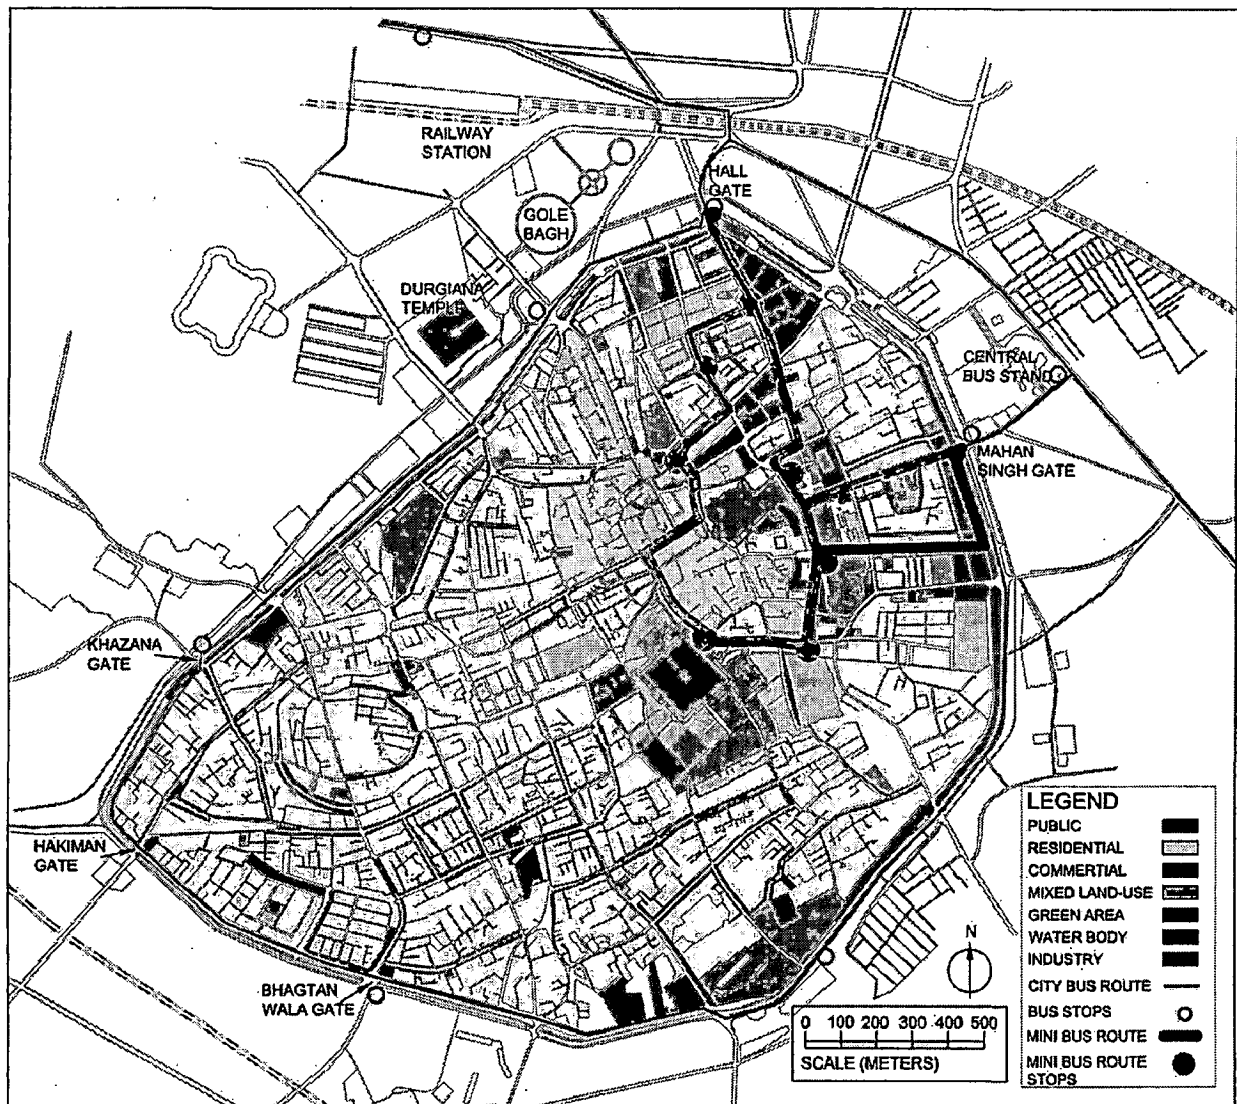 RAILWAY
STATION
HALL
GATE
GOLE
BAGH
DURGIANA
TEMPLE
CENTRAL
BUS STAND
MAHAN
SINGH GATE
KHAZANA
GATE
HAKIMAN
GATE
BHAGTAN
WALA GATE
LEGEND
PUBLIC
RESIDENTIAL
COMMERTIAL
MIXED LAND-USE
GREEN AREA
WATER BODY
INDUSTRY
CITY BUS ROUTE
BUS STOPS
MINI BUS ROUTE
MINI BUS ROUTE
STOPS
N
0 100 200 300 400 500
SCALE (METERS)